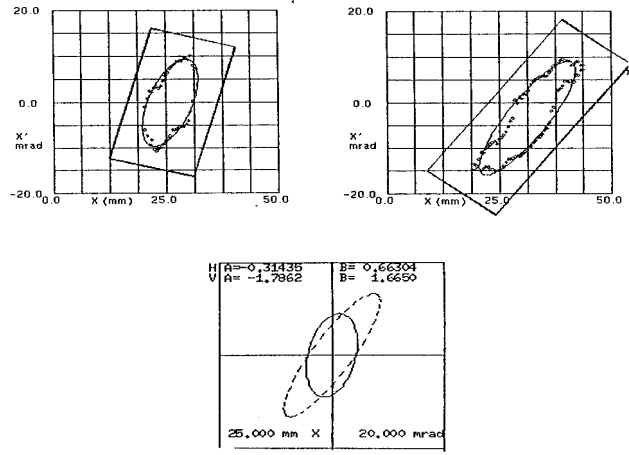 20.0
0.0
X'
mrad
-20.0
0.0
X (mm)
25.0
50.0
20.0
0.0
X'
mrad
-20.0
0.0
X (mm)
25.0
50.0
H A=-0.31435 B= 0.66304
V A= -1.7862 B= 1.6650
25.000 mm X 20.000 mrad